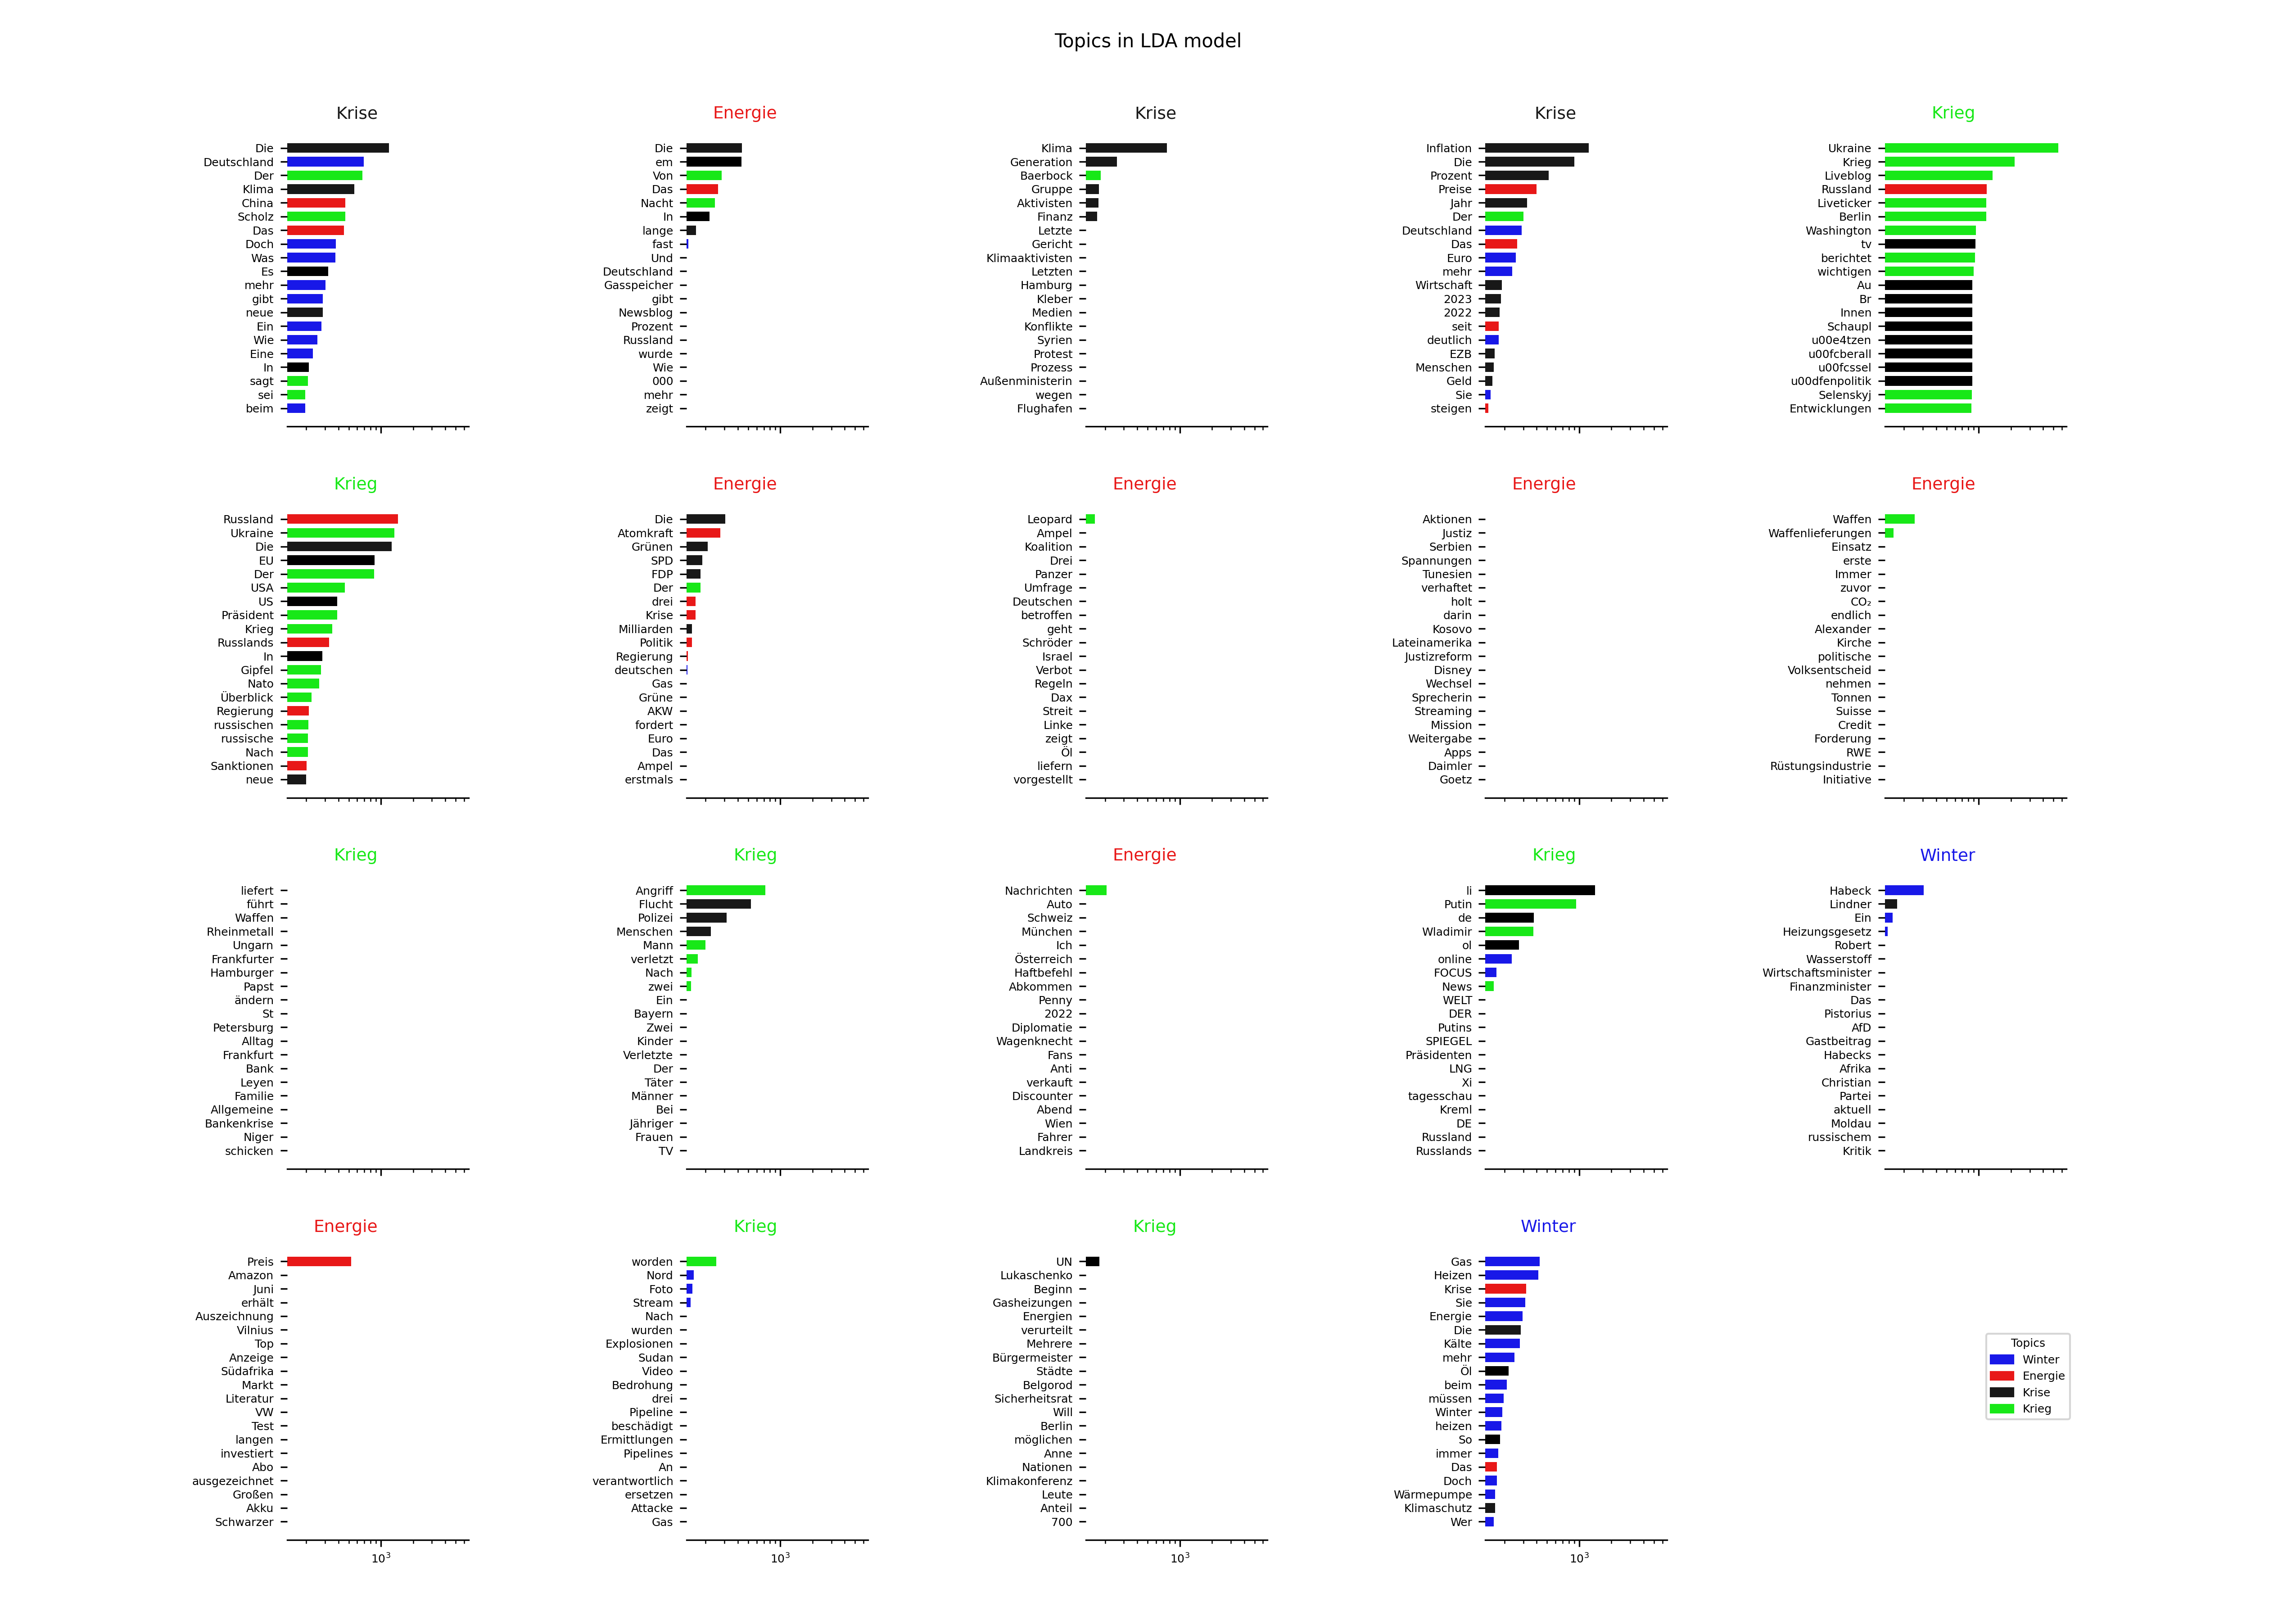 Topics in LDA model
Krise
Die
Deutschland
Der
Klima
China
Scholz
Das
Doch
Was
Es
mehr
gibt
neue
Ein
Wie
Eine
In
sagt
sei
beim
Energie
Die
em
Von
Das
Nacht
In
lange
fast
Und
Deutschland
Gasspeicher
gibt
Newsblog
Prozent
Russland
wurde
Wie
000
mehr
zeigt
Krise
Klima
Generation
Baerbock
Gruppe
Aktivisten
Finanz
Letzte
Gericht
Klimaaktivisten
Letzten
Hamburg
Kleber
Medien
Konflikte
Syrien
Protest
Prozess
Außenministerin
wegen
Flughafen
Krise
Inflation
Die
Prozent
Preise
Jahr
Der
Deutschland
Das
Euro
mehr
Wirtschaft
2023
2022
seit
deutlich
EZB
Menschen
Geld
Sie
steigen
Krieg
Ukraine
Krieg
Liveblog
Russland
Liveticker
Berlin
Washington
tv
berichtet
wichtigen
Au
Br
Innen
Schaupl
u00e4tzen
u00fcberall
u00fcssel
u00dfenpolitik
Selenskyj
Entwicklungen
Krieg
Russland
Ukraine
Die
EU
Der
USA
US
Präsident
Krieg
Russlands
In
Gipfel
Nato
Überblick
Regierung
russischen
russische
Nach
Sanktionen
neue
Energie
Die
Atomkraft
Grünen
SPD
FDP
Der
drei
Krise
Milliarden
Politik
Regierung
deutschen
Gas
Grüne
AKW
fordert
Euro
Das
Ampel
erstmals
Energie
Leopard
Ampel
Koalition
Drei
Panzer
Umfrage
Deutschen
betroffen
geht
Schröder
Israel
Verbot
Regeln
Dax
Streit
Linke
zeigt
Öl
liefern
vorgestellt
Energie
Aktionen
Justiz
Serbien
Spannungen
Tunesien
verhaftet
holt
darin
Kosovo
Lateinamerika
Justizreform
Disney
Wechsel
Sprecherin
Streaming
Mission
Weitergabe
Apps
Daimler
Goetz
Energie
Waffen
Waffenlieferungen
Einsatz
erste
Immer
zuvor
CO₂
endlich
Alexander
Kirche
politische
Volksentscheid
nehmen
Tonnen
Suisse
Credit
Forderung
RWE
Rüstungsindustrie
Initiative
Krieg
liefert
führt
Waffen
Rheinmetall
Ungarn
Frankfurter
Hamburger
Papst
ändern
St
Petersburg
Alltag
Frankfurt
Bank
Leyen
Familie
Allgemeine
Bankenkrise
Niger
schicken
Krieg
Angriff
Flucht
Polizei
Menschen
Mann
verletzt
Nach
zwei
Ein
Bayern
Zwei
Kinder
Verletzte
Der
Täter
Männer
Bei
Jähriger
Frauen
TV
Energie
Nachrichten
Auto
Schweiz
München
Ich
Österreich
Haftbefehl
Abkommen
Penny
2022
Diplomatie
Wagenknecht
Fans
Anti
verkauft
Discounter
Abend
Wien
Fahrer
Landkreis
Krieg
li
Putin
de
Wladimir
ol
online
FOCUS
News
WELT
DER
Putins
SPIEGEL
Präsidenten
LNG
Xi
tagesschau
Kreml
DE
Russland
Russlands
Winter
Habeck
Lindner
Ein
Heizungsgesetz
Robert
Wasserstoff
Wirtschaftsminister
Finanzminister
Das
Pistorius
AfD
Gastbeitrag
Habecks
Afrika
Christian
Partei
aktuell
Moldau
russischem
Kritik
Energie
Preis
Amazon
Juni
erhält
Auszeichnung
Vilnius
Top
Anzeige
Südafrika
Markt
Literatur
VW
Test
langen
investiert
Abo
ausgezeichnet
Großen
Akku
Schwarzer
10³
Krieg
worden
Nord
Foto
Stream
Nach
wurden
Explosionen
Sudan
Video
Bedrohung
drei
Pipeline
beschädigt
Ermittlungen
Pipelines
An
verantwortlich
ersetzen
Attacke
Gas
10³
Krieg
UN
Lukaschenko
Beginn
Gasheizungen
Energien
verurteilt
Mehrere
Bürgermeister
Städte
Belgorod
Sicherheitsrat
Will
Berlin
möglichen
Anne
Nationen
Klimakonferenz
Leute
Anteil
700
10³
Winter
Gas
Heizen
Krise
Sie
Energie
Die
Kälte
mehr
Öl
beim
müssen
Winter
heizen
So
immer
Das
Doch
Wärmepumpe
Klimaschutz
Wer
10³
Topics
Winter
Energie
Krise
Krieg